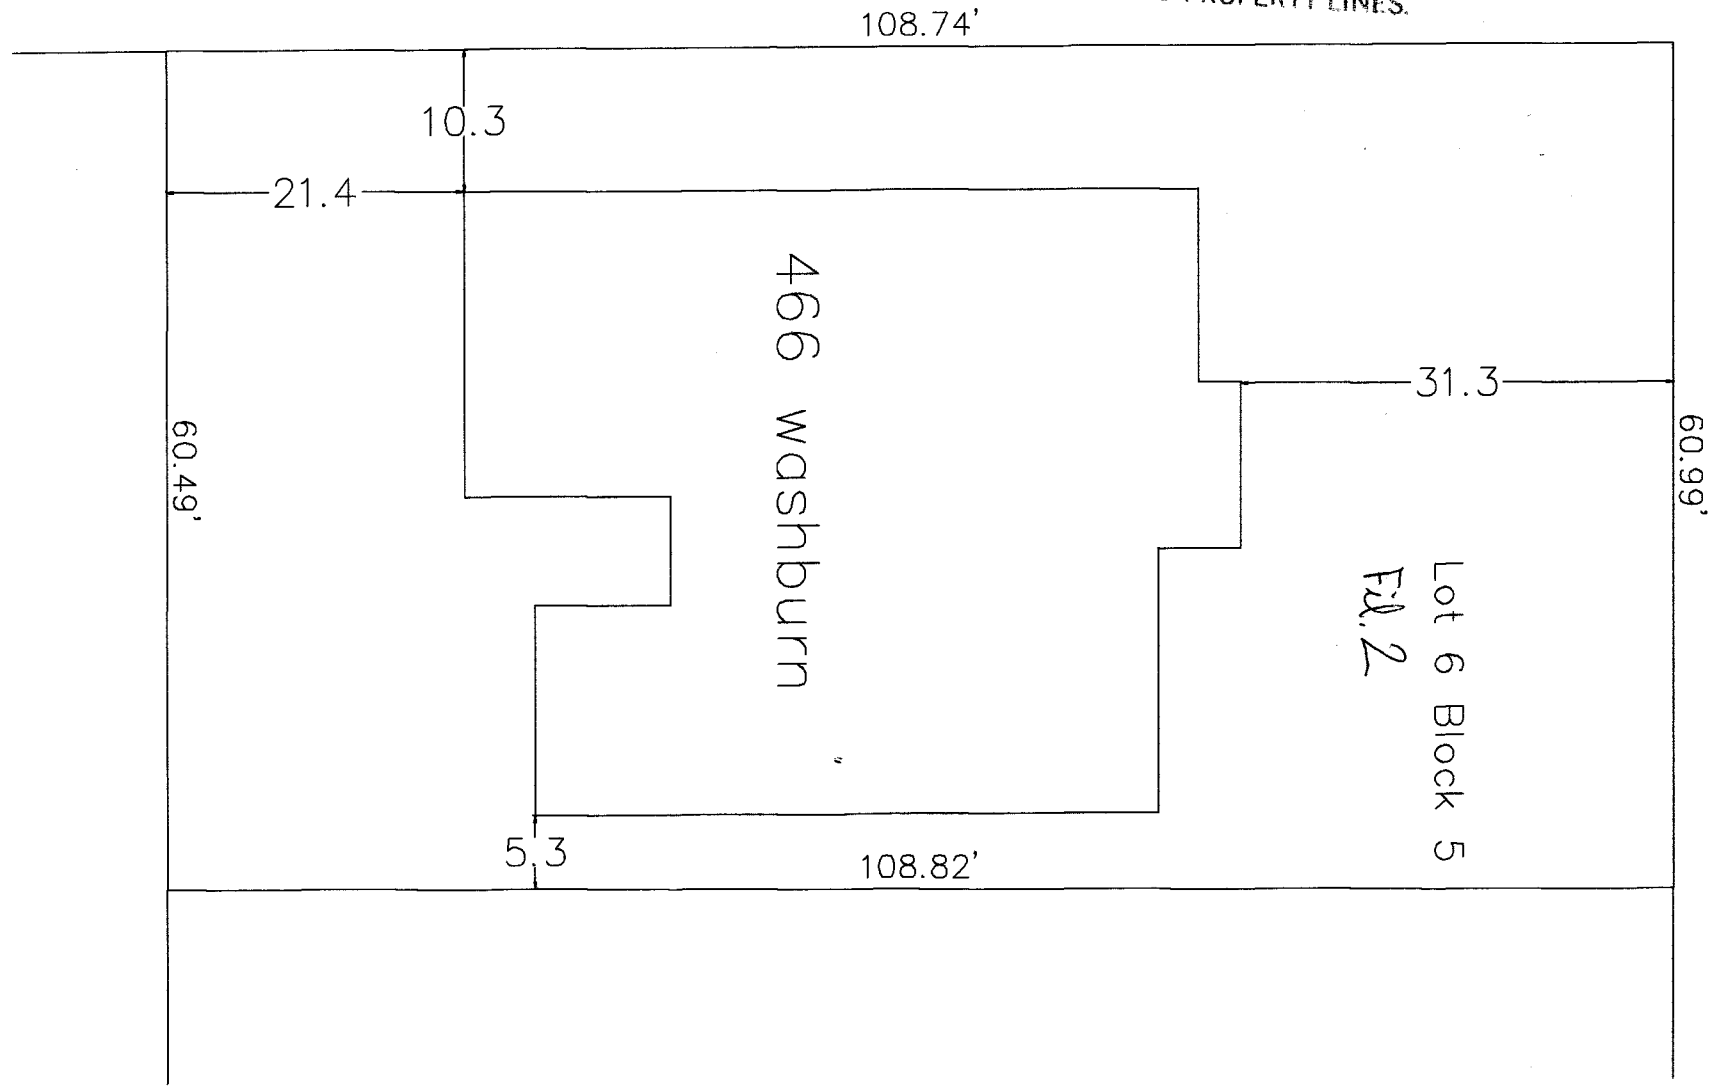 PROPERTY LINES.
108.74'
10.3
21.4
466 washburn
31.3
60.49'
60.99'
Lot 6 Block 5
Fil. 2
5.3
108.82'